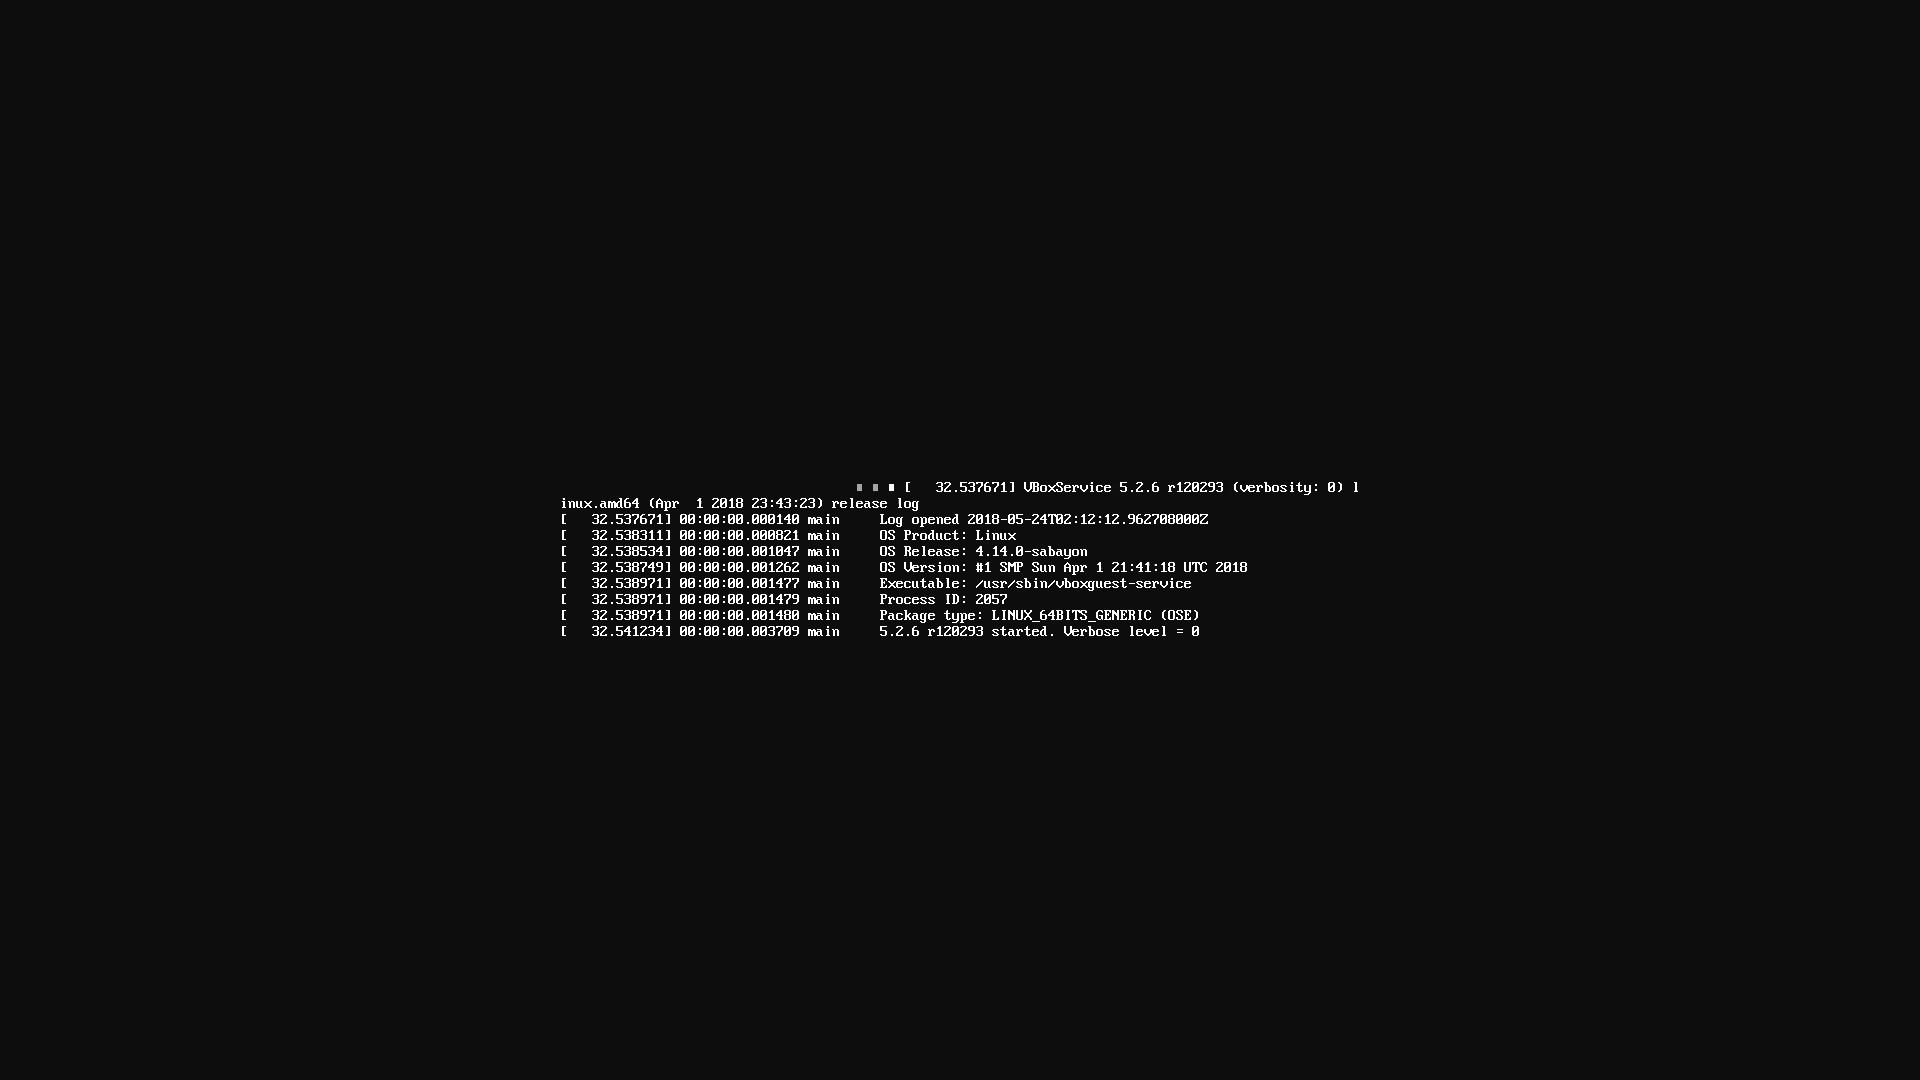 [   32.537671] VBoxService 5.2.6 r120293 (verbosity: 0) l
inux.amd64 (Apr  1 2018 23:43:23) release log
[   32.537671] 00:00:00.000140 main     Log opened 2018-05-24T02:12:12.962708000Z
[   32.538311] 00:00:00.000821 main     OS Product: Linux
[   32.538534] 00:00:00.001047 main     OS Release: 4.14.0-sabayon
[   32.538749] 00:00:00.001262 main     OS Version: #1 SMP Sun Apr 1 21:41:18 UTC 2018
[   32.538971] 00:00:00.001477 main     Executable: /usr/sbin/vboxguest-service
[   32.538971] 00:00:00.001479 main     Process ID: 2057
[   32.538971] 00:00:00.001480 main     Package type: LINUX_64BITS_GENERIC (OSE)
[   32.541234] 00:00:00.003709 main     5.2.6 r120293 started. Verbose level = 0